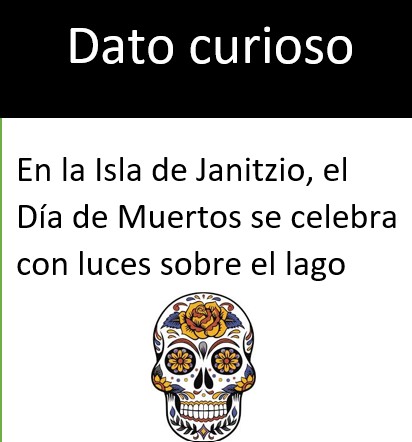 Dato curioso
En la Isla de Janitzio, el
Día de Muertos se celebra
con luces sobre el lago